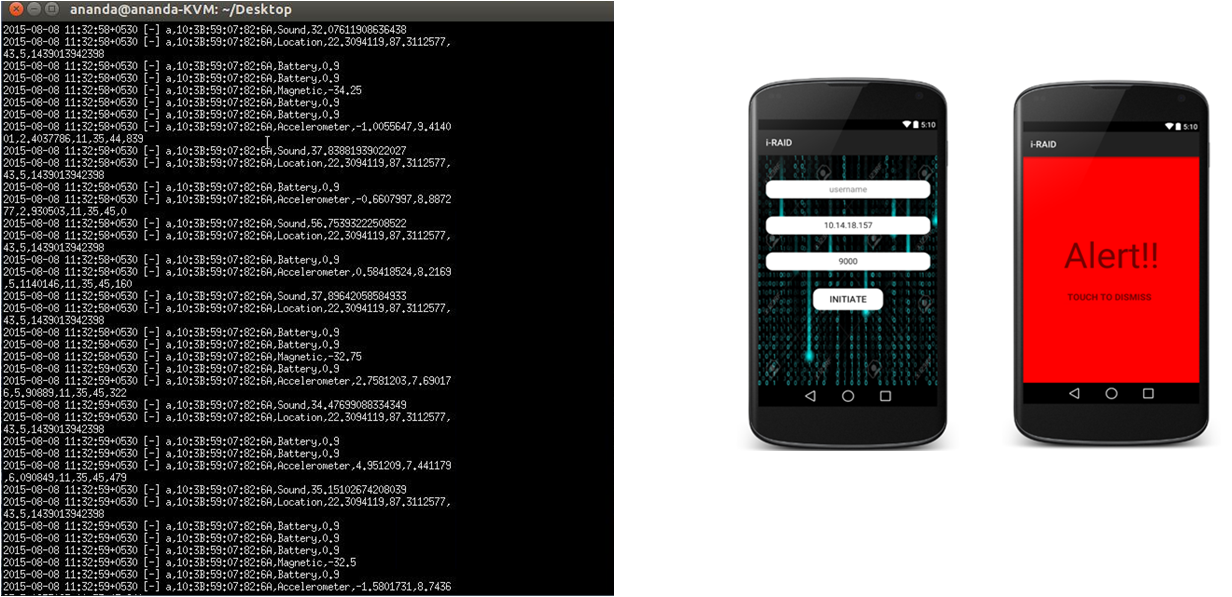 ananda@ananda-KVM: ~/Desktop
2015-08-08 11:32:58+0530 [-] a,10:3B:59:07:82:6A,Sound,32.07611908636438
2015-08-08 11:32:58+0530 [-] a,10:3B:59:07:82:6A,Location,22.3094119,87.3112577,
43.5,1439013942398
2015-08-08 11:32:58+0530 [-] a,10:3B:59:07:82:6A,Battery,0.9
2015-08-08 11:32:58+0530 [-] a,10:3B:59:07:82:6A,Battery,0.9
2015-08-08 11:32:58+0530 [-] a,10:3B:59:07:82:6A,Magnetic,-34.25
2015-08-08 11:32:58+0530 [-] a,10:3B:59:07:82:6A,Battery,0.9
2015-08-08 11:32:58+0530 [-] a,10:3B:59:07:82:6A,Battery,0.9
2015-08-08 11:32:58+0530 [-] a,10:3B:59:07:82:6A,Accelerometer,-1.0055647,9.4140
01,2.4037786,11,35,44,839
2015-08-08 11:32:58+0530 [-] a,10:3B:59:07:82:6A,Sound,37.83881939022027
2015-08-08 11:32:58+0530 [-] a,10:3B:59:07:82:6A,Location,22.3094119,87.3112577,
43.5,1439013942398
2015-08-08 11:32:58+0530 [-] a,10:3B:59:07:82:6A,Battery,0.9
2015-08-08 11:32:58+0530 [-] a,10:3B:59:07:82:6A,Accelerometer,-0.6607997,8.8872
77,2.930503,11,35,45,0
2015-08-08 11:32:58+0530 [-] a,10:3B:59:07:82:6A,Sound,56.75393222508522
2015-08-08 11:32:58+0530 [-] a,10:3B:59:07:82:6A,Location,22.3094119,87.3112577,
43.5,1439013942398
2015-08-08 11:32:58+0530 [-] a,10:3B:59:07:82:6A,Battery,0.9
2015-08-08 11:32:58+0530 [-] a,10:3B:59:07:82:6A,Accelerometer,0.58418524,8.2169
,5.1140146,11,35,45,160
2015-08-08 11:32:58+0530 [-] a,10:3B:59:07:82:6A,Sound,37.89642058584933
2015-08-08 11:32:58+0530 [-] a,10:3B:59:07:82:6A,Location,22.3094119,87.3112577,
43.5,1439013942398
2015-08-08 11:32:58+0530 [-] a,10:3B:59:07:82:6A,Battery,0.9
2015-08-08 11:32:58+0530 [-] a,10:3B:59:07:82:6A,Magnetic,-32.75
2015-08-08 11:32:59+0530 [-] a,10:3B:59:07:82:6A,Battery,0.9
2015-08-08 11:32:59+0530 [-] a,10:3B:59:07:82:6A,Accelerometer,2.7581203,7.69017
6,5.90889,11,35,45,322
2015-08-08 11:32:59+0530 [-] a,10:3B:59:07:82:6A,Sound,34.47699088334349
2015-08-08 11:32:59+0530 [-] a,10:3B:59:07:82:6A,Location,22.3094119,87.3112577,
43.5,1439013942398
2015-08-08 11:32:59+0530 [-] a,10:3B:59:07:82:6A,Battery,0.9
2015-08-08 11:32:59+0530 [-] a,10:3B:59:07:82:6A,Battery,0.9
2015-08-08 11:32:59+0530 [-] a,10:3B:59:07:82:6A,Accelerometer,4.951209,7.441179
,6.090849,11,35,45,479
2015-08-08 11:32:59+0530 [-] a,10:3B:59:07:82:6A,Sound,35.15102674208039
2015-08-08 11:32:59+0530 [-] a,10:3B:59:07:82:6A,Location,22.3094119,87.3112577,
43.5,1439013942398
2015-08-08 11:32:59+0530 [-] a,10:3B:59:07:82:6A,Battery,0.9
2015-08-08 11:32:59+0530 [-] a,10:3B:59:07:82:6A,Battery,0.9
2015-08-08 11:32:59+0530 [-] a,10:3B:59:07:82:6A,Battery,0.9
2015-08-08 11:32:59+0530 [-] a,10:3B:59:07:82:6A,Magnetic,-32.5
2015-08-08 11:32:59+0530 [-] a,10:3B:59:07:82:6A,Battery,0.9
2015-08-08 11:32:59+0530 [-] a,10:3B:59:07:82:6A,Accelerometer,-1.5801731,8.7436
5:10
i-RAID
username
10.14.18.157
9000
INITIATE
5:10
i-RAID
Alert!!
TOUCH TO DISMISS